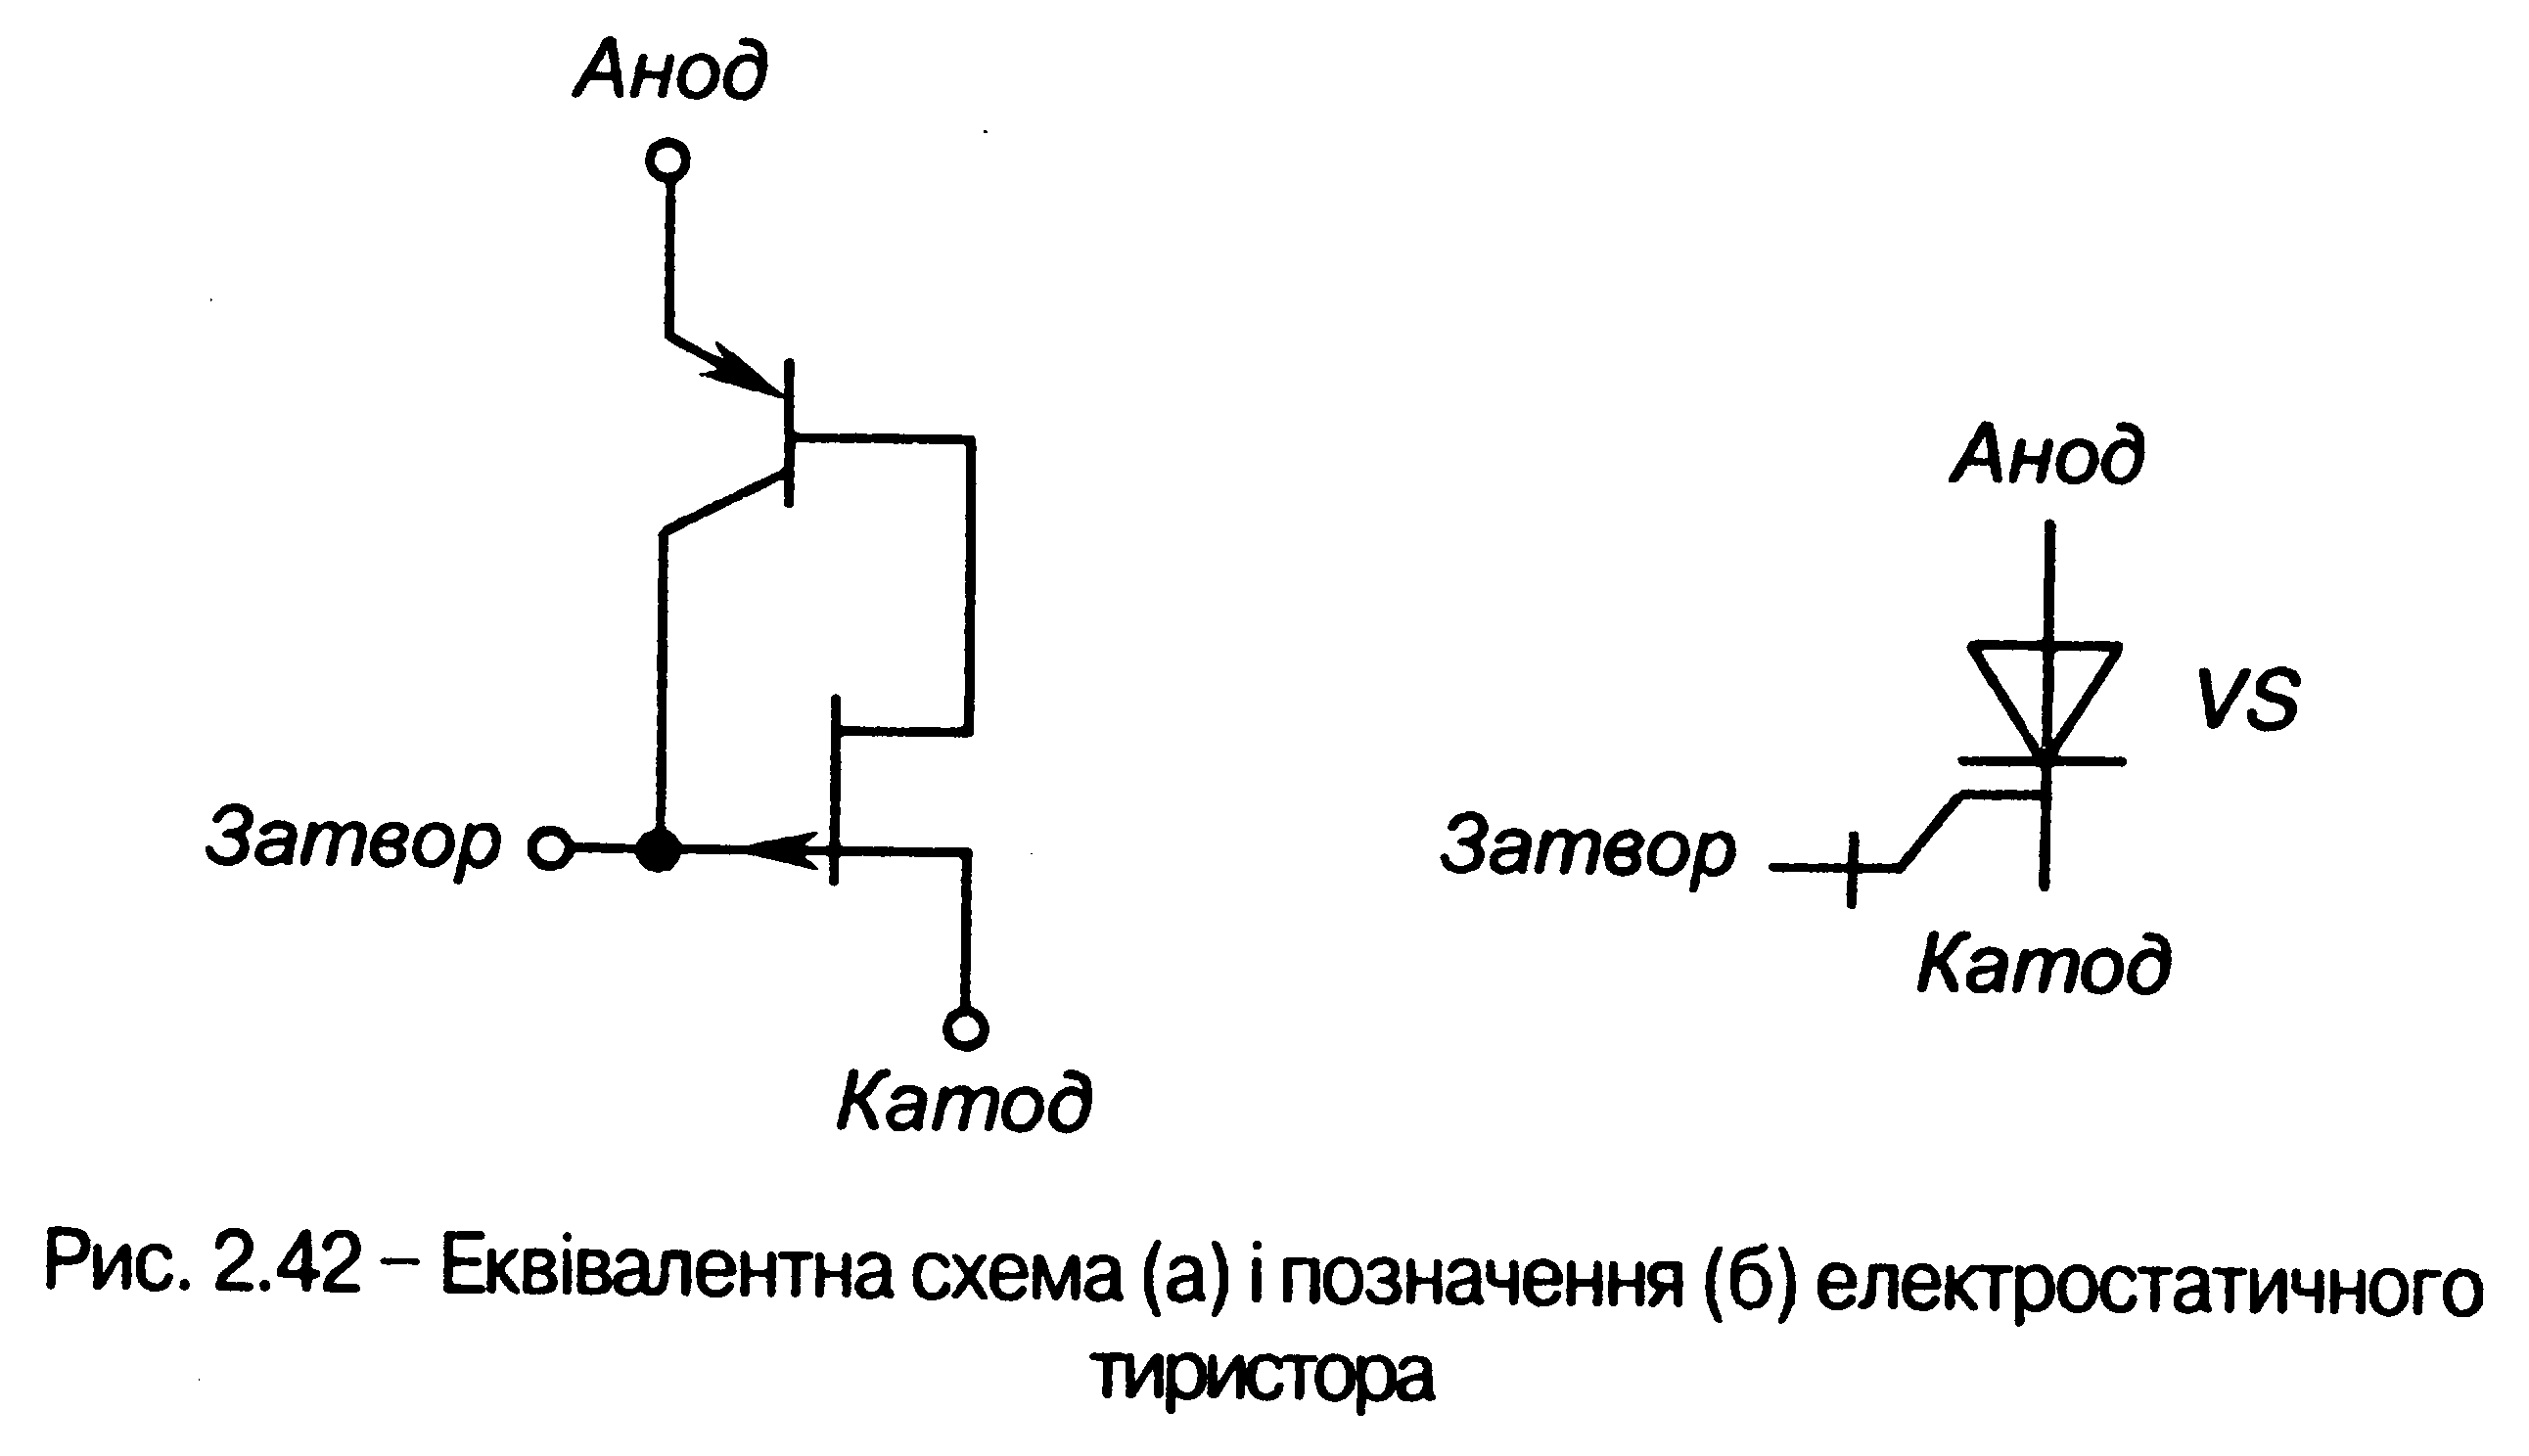 Анод
Затвор
Катод
Анод
VS
Затвор
Катод
Рис. 2.42 – Еквівалентна схема (а) і позначення (б) електростатичного
тиристора